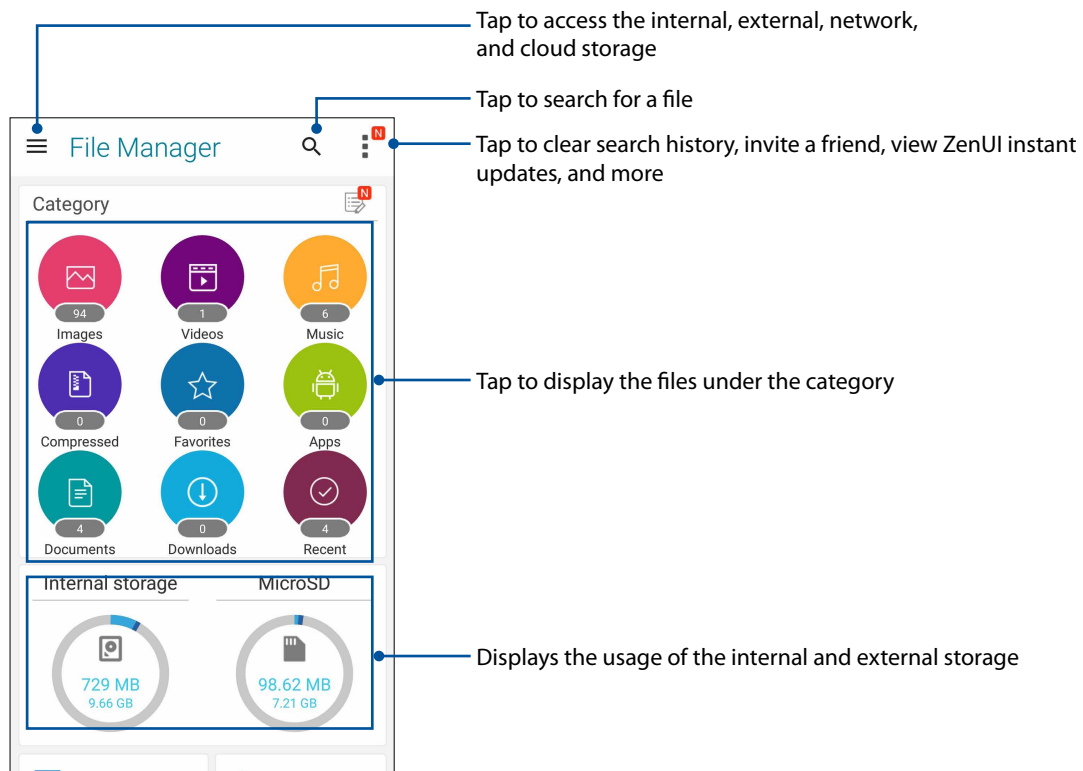 Tap to access the internal, external, network,
and cloud storage
Tap to search for a file
Tap to clear search history, invite a friend, view ZenUI instant
updates, and more
File Manager
N
Category
N
94
1
6
Images
Videos
Music
0
0
0
Compressed
Favorites
Apps
4
0
4
Documents
Downloads
Recent
Tap to display the files under the category
Internal storage
MicroSD
729 MB
9.66 GB
98.62 MB
7.21 GB
Displays the usage of the internal and external storage